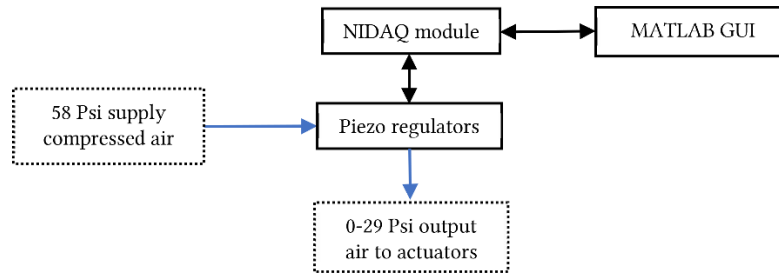 NIDAQ module
MATLAB GUI
58 Psi supply
compressed air
Piezo regulators
0-29 Psi output
air to actuators